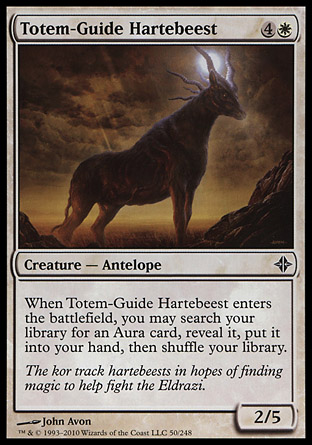 Totem-Guide Hartebeest 4
Creature — Antelope
When Totem-Guide Hartebeest enters
the battlefield, you may search your
library for an Aura card, reveal it, put it
into your hand, then shuffle your library.
The kor track hartebeests in hopes of finding
magic to help fight the Eldrazi.
John Avon
™ & © 1993–2010 Wizards of the Coast LLC 50/248
2/5